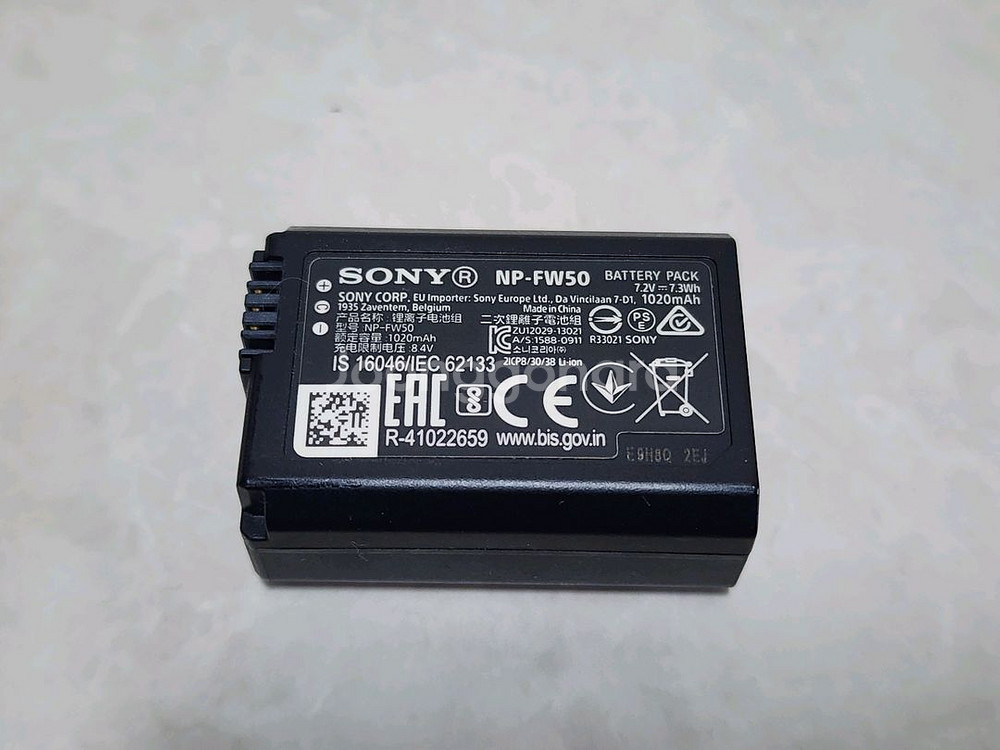 SONY® NP-FW50 BATTERY PACK
7.2V⎓7.3Wh
SONY CORP. EU Importer: Sony Europe Ltd., Da Vincilaan 7-D1, 1020mAh
1935 Zaventem, Belgium Made in China
产品名称: 锂离子电池组 二次鋰離子電池組
型号: NP-FW50 ZU12029-13021
额定容量: 1020mAh A/S: 1588-0911
充电限制电压: 8.4V 소니코리아㈜
PS E
R33021 SONY
IS 16046/IEC 62133 2ICP8/30/38 Li-ion
EAC CE
R-41022659 www.bis.gov.in
E9H8Q 2EJ